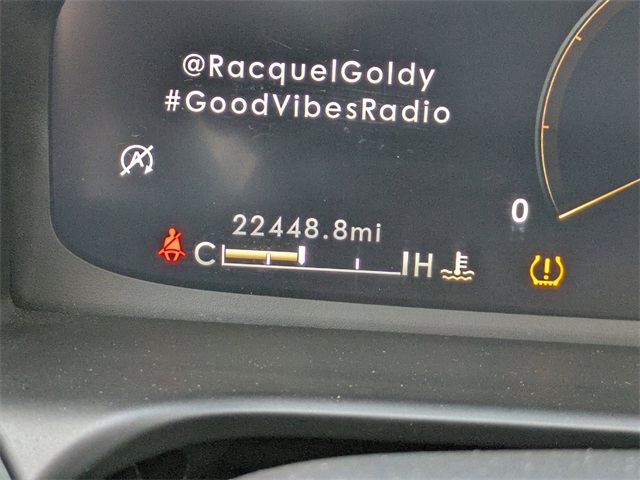 @RacquelGoldy
#GoodVibesRadio
A
0
22448.8mi
C H